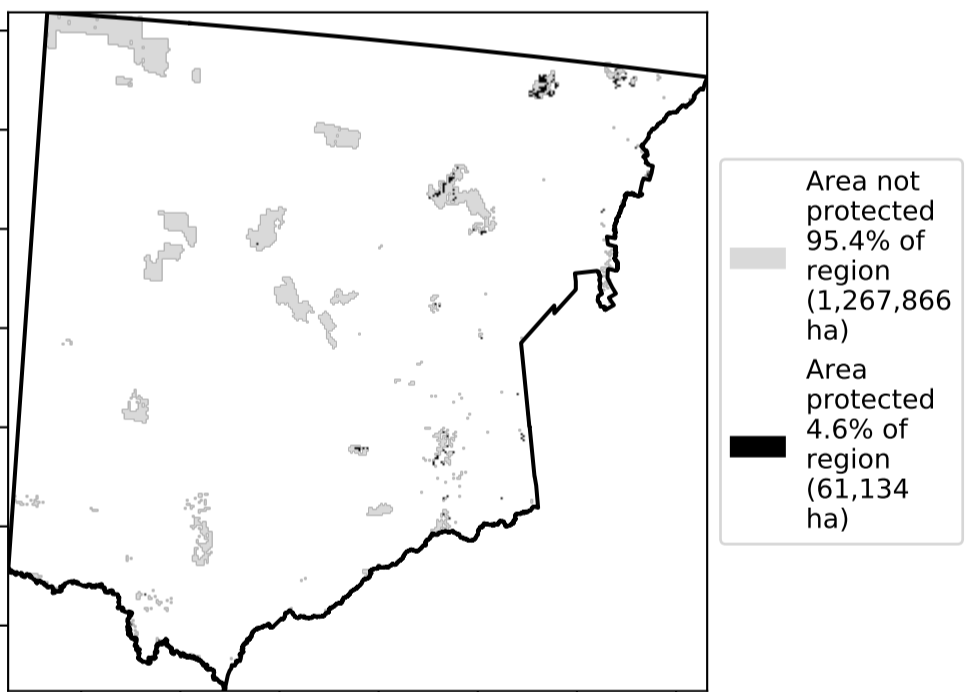 Area not
protected
95.4% of
region
(1,267,866
ha)
Area
protected
4.6% of
region
(61,134
ha)